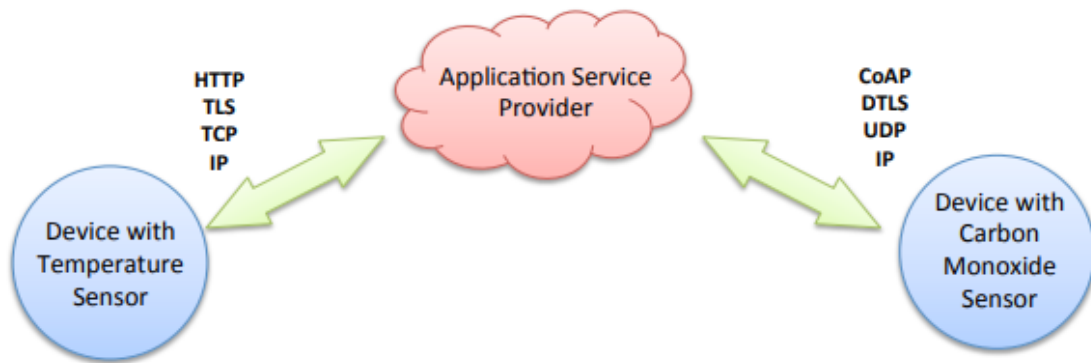 HTTP
TLS
TCP
IP
Application Service
Provider
CoAP
DTLS
UDP
IP
Device with
Temperature
Sensor
Device with
Carbon
Monoxide
Sensor